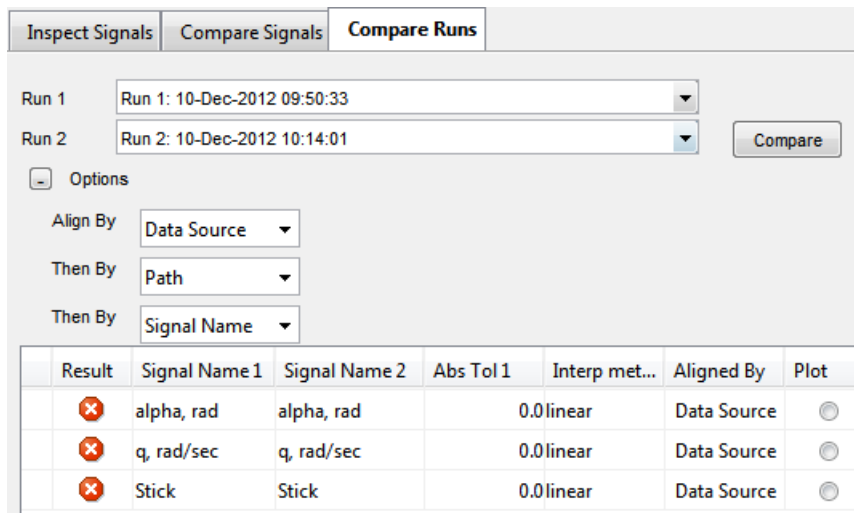 Inspect Signals Compare Signals Compare Runs
Run 1 Run 1: 10-Dec-2012 09:50:33
Run 2 Run 2: 10-Dec-2012 10:14:01 Compare
- Options
Align By Data Source
Then By Path
Then By Signal Name
Result Signal Name 1 Signal Name 2 Abs Tol 1 Interp met... Aligned By Plot
alpha, rad alpha, rad 0.0 linear Data Source
q, rad/sec q, rad/sec 0.0 linear Data Source
Stick Stick 0.0 linear Data Source